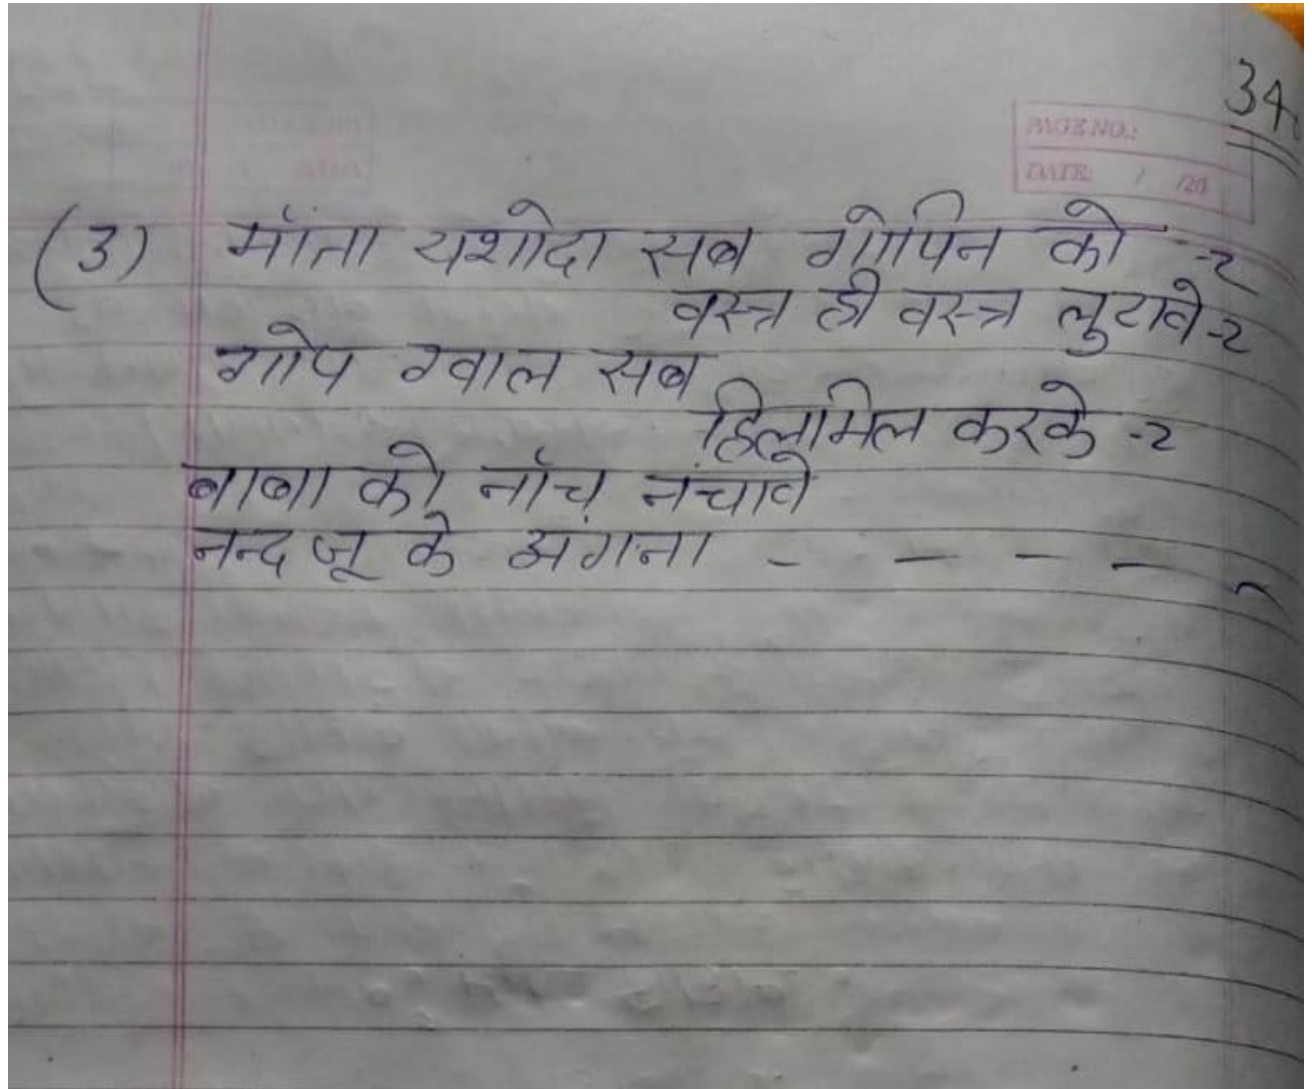 34
PAGE NO.:
DATE: / /20
(3) मॉंता यशोदा सब गोपिन को -2
वस्त्र ही वस्त्र लुटावे -2
गोप ग्वाल सब
हिलमिल करके -2
बाबा को नॉच नंचावे
नन्द जू के अंगना - - - - -